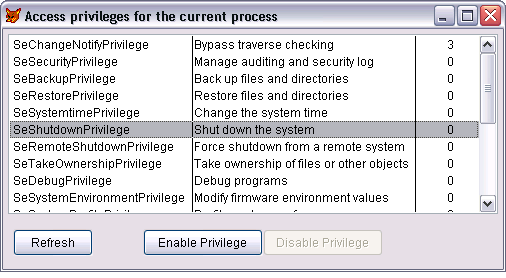 Access privileges for the current process
SeChangeNotifyPrivilege Bypass traverse checking 3
SeSecurityPrivilege Manage auditing and security log 0
SeBackupPrivilege Back up files and directories 0
SeRestorePrivilege Restore files and directories 0
SeSystemtimePrivilege Change the system time 0
SeShutdownPrivilege Shut down the system 0
SeRemoteShutdownPrivilege Force shutdown from a remote system 0
SeTakeOwnershipPrivilege Take ownership of files or other objects 0
SeDebugPrivilege Debug programs 0
SeSystemEnvironmentPrivilege Modify firmware environment values 0
Refresh Enable Privilege Disable Privilege